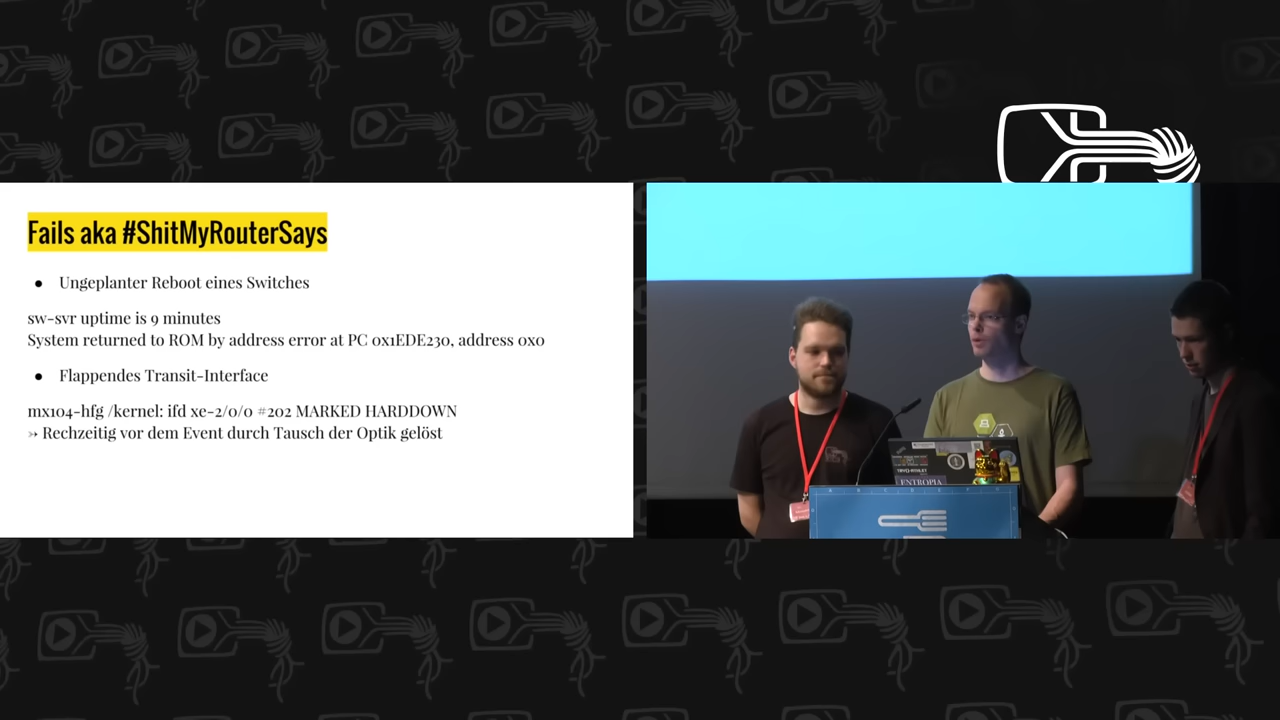 Fails aka #ShitMyRouterSays
● Ungeplanter Reboot eines Switches
sw-svr uptime is 9 minutes
System returned to ROM by address error at PC 0x1EDE230, address 0x0
● Flappendes Transit-Interface
mx104-hfg /kernel: ifd xe-2/0/0 #202 MARKED HARDDOWN
➳ Rechzeitig vor dem Event durch Tausch der Optik gelöst
ENTROPIA